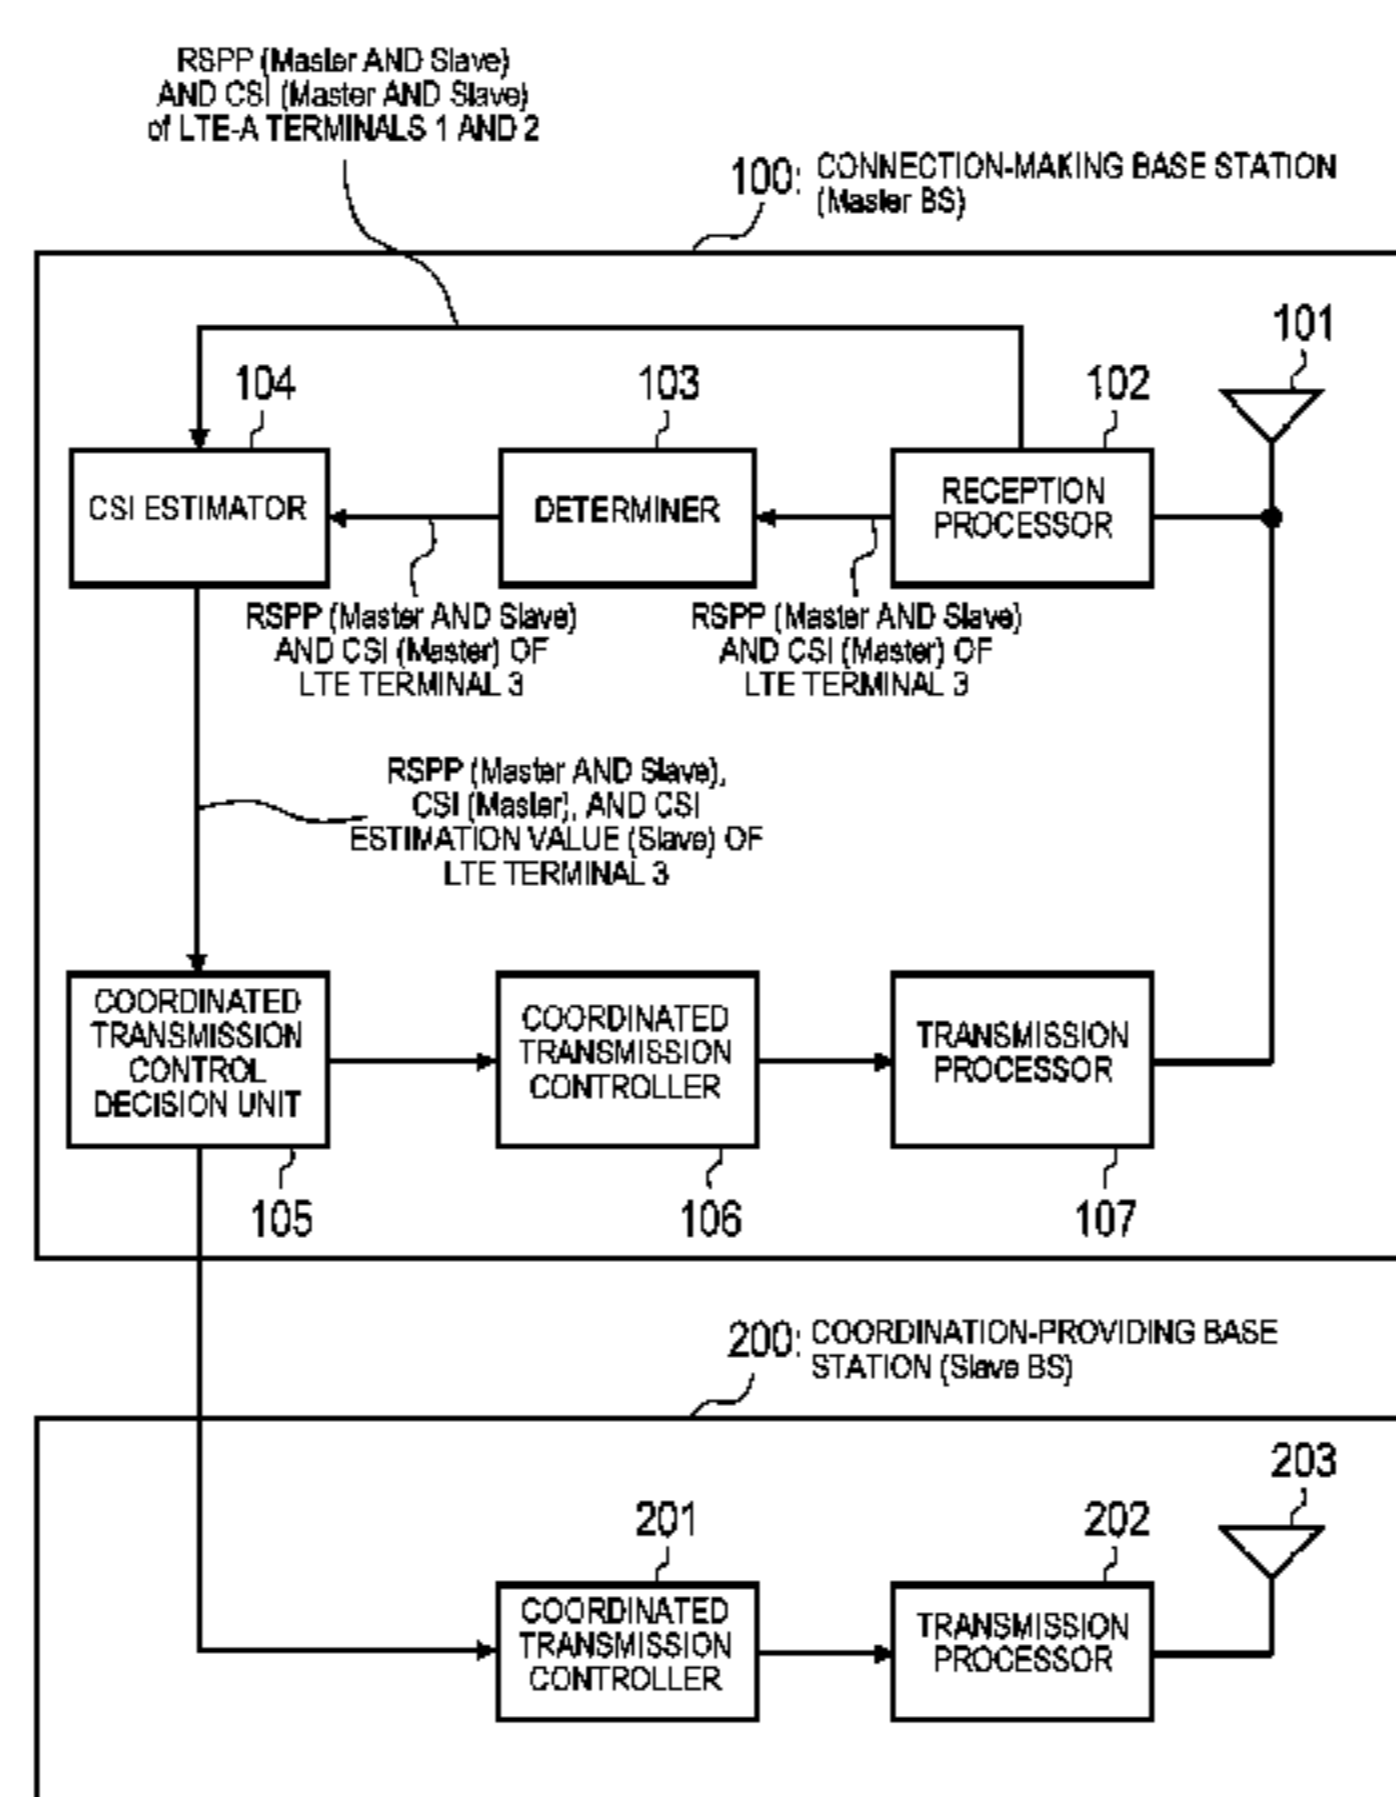 RSPP (Master AND Slave)
AND CSI (Master AND Slave)
of LTE-A TERMINALS 1 AND 2
100: CONNECTION-MAKING BASE STATION
(Master BS)
101
104
103
102
CSI ESTIMATOR
DETERMINER
RECEPTION
PROCESSOR
RSPP (Master AND Slave)
AND CSI (Master) OF
LTE TERMINAL 3
RSPP (Master AND Slave)
AND CSI (Master) OF
LTE TERMINAL 3
RSPP (Master AND Slave),
CSI (Master), AND CSI
ESTIMATION VALUE (Slave) OF
LTE TERMINAL 3
COORDINATED
TRANSMISSION
CONTROL
DECISION UNIT
COORDINATED
TRANSMISSION
CONTROLLER
TRANSMISSION
PROCESSOR
105
106
107
200: COORDINATION-PROVIDING BASE
STATION (Slave BS)
203
201
202
COORDINATED
TRANSMISSION
CONTROLLER
TRANSMISSION
PROCESSOR